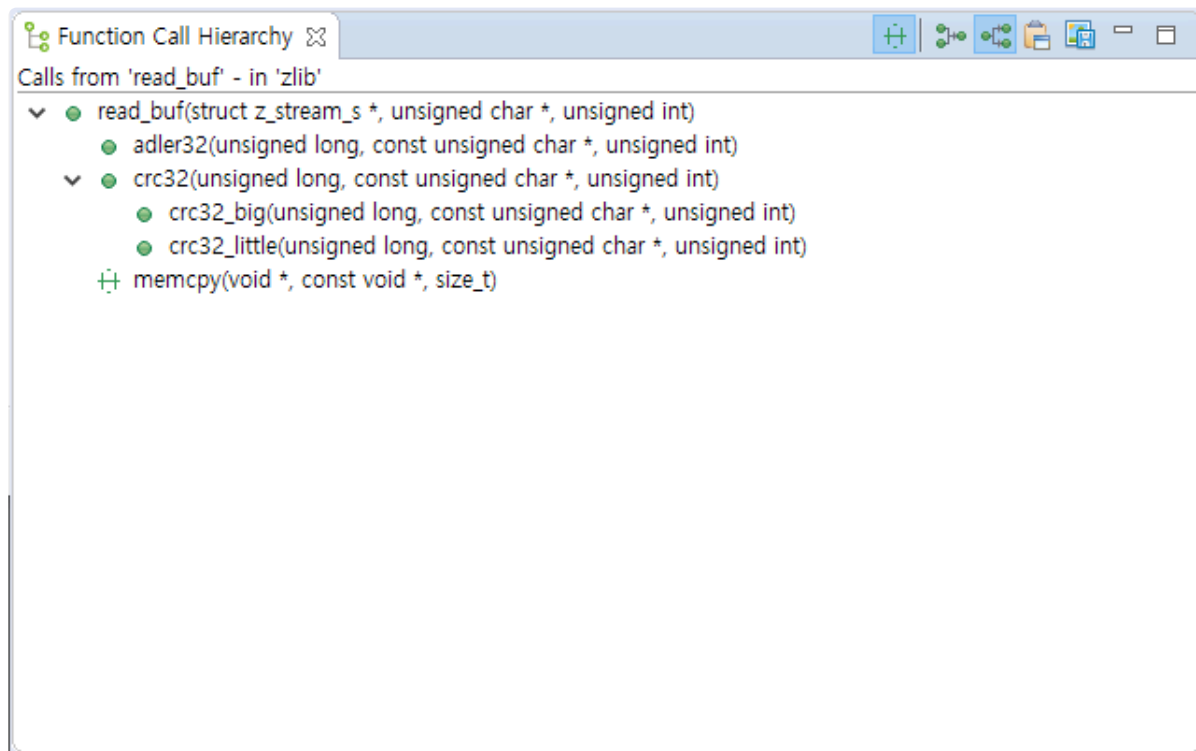 Function Call Hierarchy
Calls from 'read_buf' - in 'zlib'
read_buf(struct z_stream_s *, unsigned char *, unsigned int)
adler32(unsigned long, const unsigned char *, unsigned int)
crc32(unsigned long, const unsigned char *, unsigned int)
crc32_big(unsigned long, const unsigned char *, unsigned int)
crc32_little(unsigned long, const unsigned char *, unsigned int)
memcpy(void *, const void *, size_t)